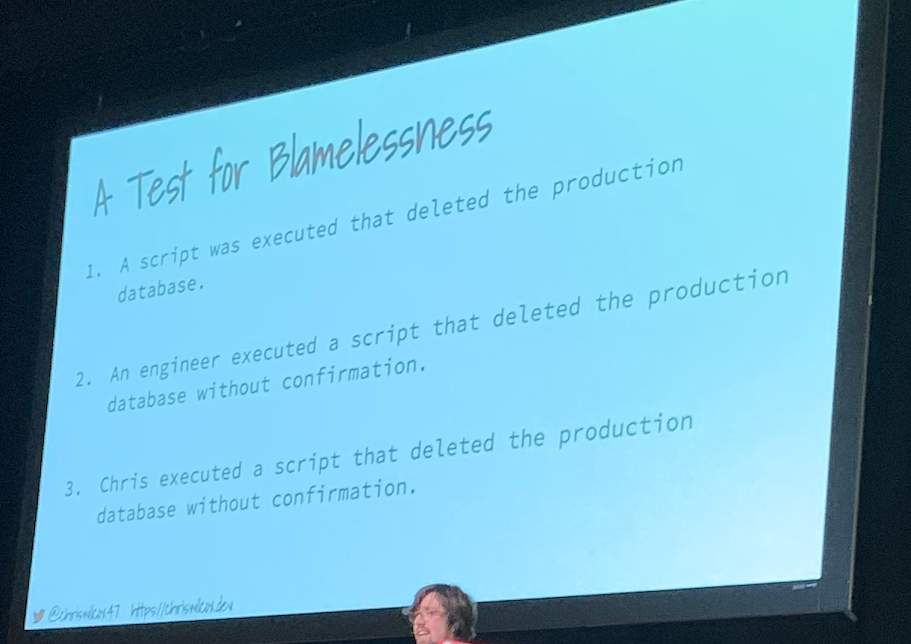 A Test for Blamelessness
1. A script was executed that deleted the production
database.
2. An engineer executed a script that deleted the production
database without confirmation.
3. Chris executed a script that deleted the production
database without confirmation.
@chriswilcox47 https://chriswilcox.dev